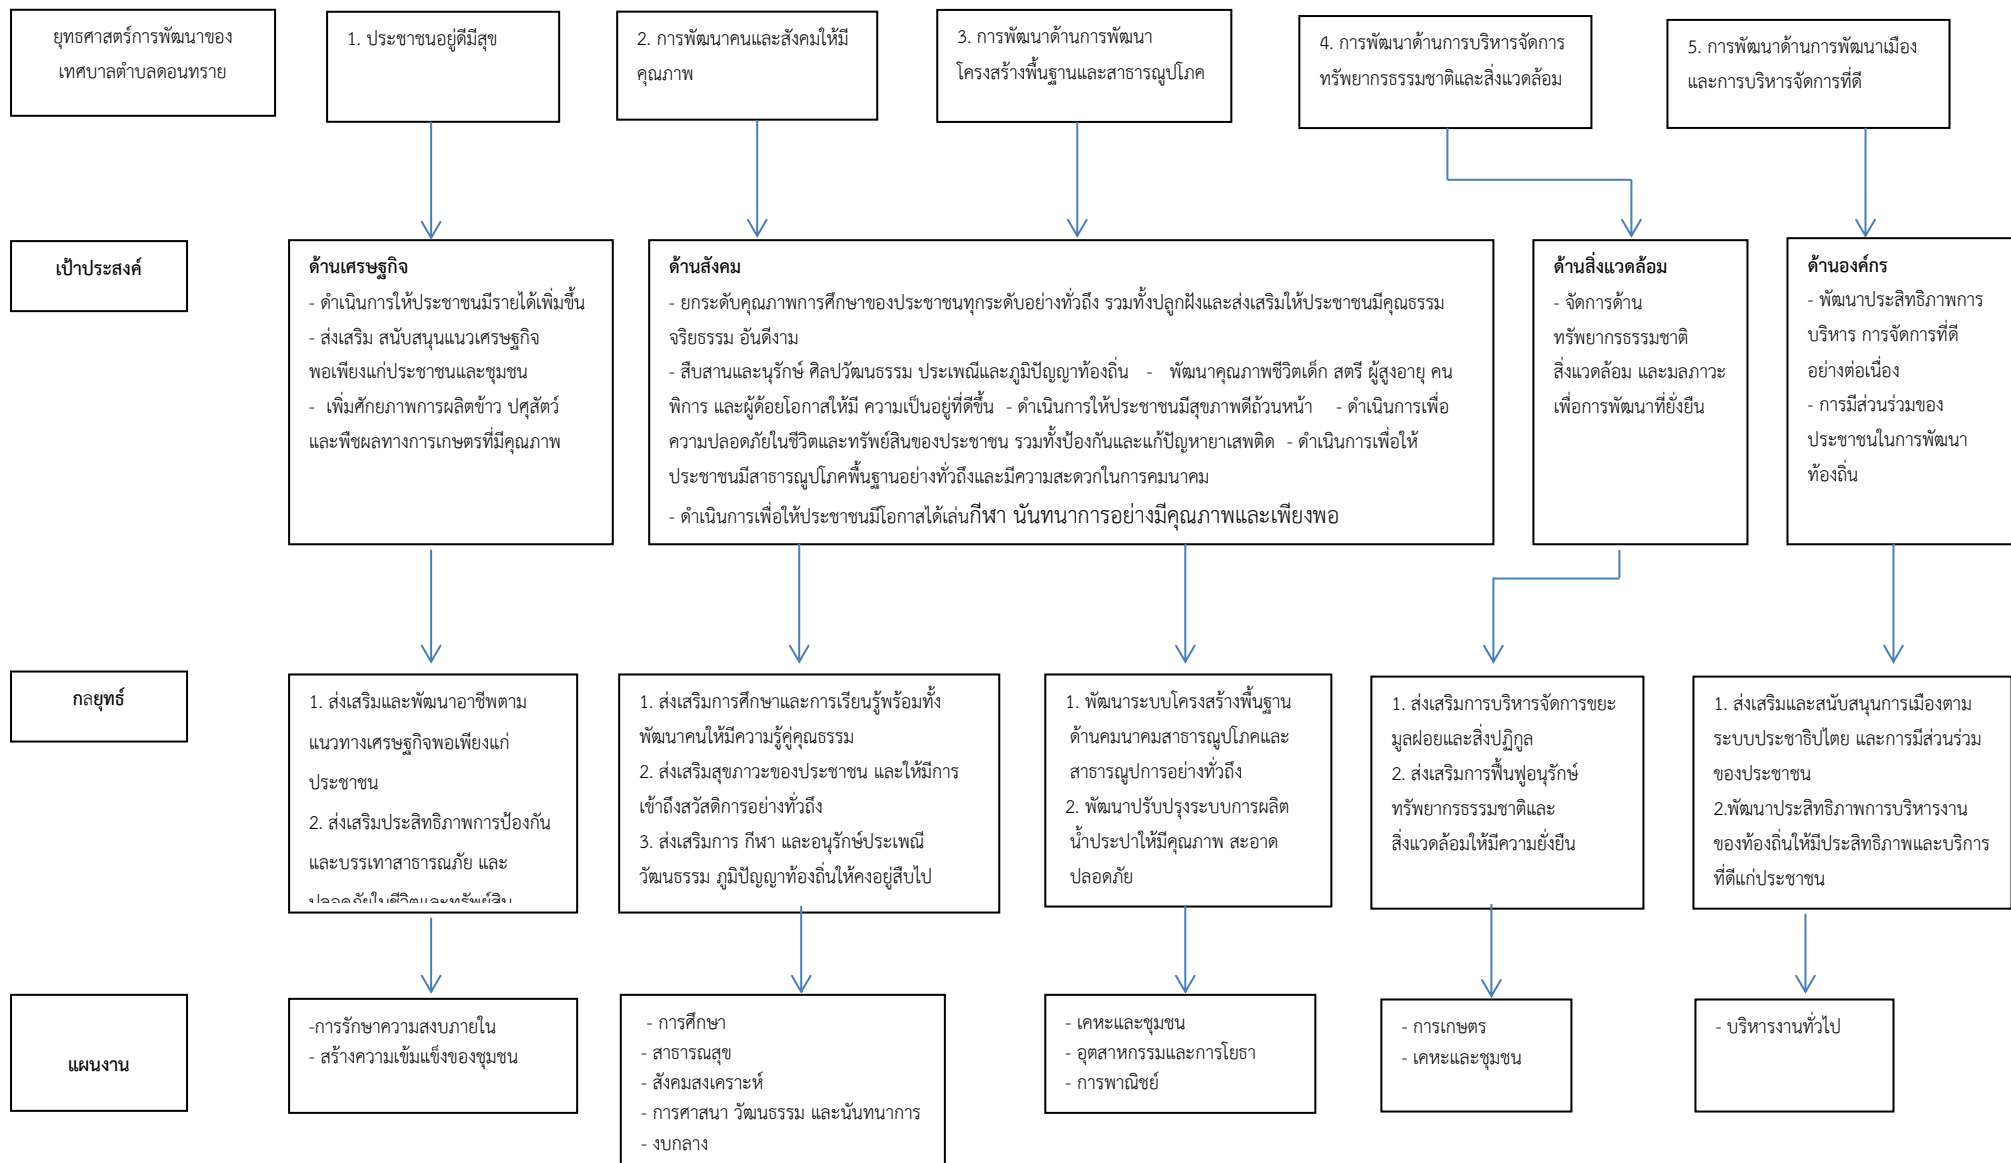 ยุทธศาสตร์การพัฒนาของ
เทศบาลตำบลดอนทราย
1. ประชาชนอยู่ดีมีสุข
2. การพัฒนาคนและสังคมให้มี
คุณภาพ
3. การพัฒนาด้านการพัฒนา
โครงสร้างพื้นฐานและสาธารณูปโภค
4. การพัฒนาด้านการบริหารจัดการ
ทรัพยากรธรรมชาติและสิ่งแวดล้อม
5. การพัฒนาด้านการพัฒนาเมือง
และการบริหารจัดการที่ดี
เป้าประสงค์
ด้านเศรษฐกิจ
- ดำเนินการให้ประชาชนมีรายได้เพิ่มขึ้น
- ส่งเสริม สนับสนุนแนวเศรษฐกิจ
พอเพียงแก่ประชาชนและชุมชน
- เพิ่มศักยภาพการผลิตข้าว ปศุสัตว์
และพืชผลทางการเกษตรที่มีคุณภาพ
ด้านสังคม
- ยกระดับคุณภาพการศึกษาของประชาชนทุกระดับอย่างทั่วถึง รวมทั้งปลูกฝังและส่งเสริมให้ประชาชนมีคุณธรรม
จริยธรรม อันดีงาม
- สืบสานและนุรักษ์ ศิลปวัฒนธรรม ประเพณีและภูมิปัญญาท้องถิ่น - พัฒนาคุณภาพชีวิตเด็ก สตรี ผู้สูงอายุ คน
พิการ และผู้ด้อยโอกาสให้มี ความเป็นอยู่ที่ดีขึ้น - ดำเนินการให้ประชาชนมีสุขภาพดีถ้วนหน้า - ดำเนินการเพื่อ
ความปลอดภัยในชีวิตและทรัพย์สินของประชาชน รวมทั้งป้องกันและแก้ปัญหายาเสพติด - ดำเนินการเพื่อให้
ประชาชนมีสาธารณูปโภคพื้นฐานอย่างทั่วถึงและมีความสะดวกในการคมนาคม
- ดำเนินการเพื่อให้ประชาชนมีโอกาสได้เล่นกีฬา นันทนาการอย่างมีคุณภาพและเพียงพอ
ด้านสิ่งแวดล้อม
- จัดการด้าน
ทรัพยากรธรรมชาติ
สิ่งแวดล้อม และมลภาวะ
เพื่อการพัฒนาที่ยั่งยืน
ด้านองค์กร
- พัฒนาประสิทธิภาพการ
บริหาร การจัดการที่ดี
อย่างต่อเนื่อง
- การมีส่วนร่วมของ
ประชาชนในการพัฒนา
ท้องถิ่น
กลยุทธ์
1. ส่งเสริมและพัฒนาอาชีพตาม
แนวทางเศรษฐกิจพอเพียงแก่
ประชาชน
2. ส่งเสริมประสิทธิภาพการป้องกัน
และบรรเทาสาธารณภัย และ
ปลอดภัยในชีวิตและทรัพย์สิน
1. ส่งเสริมการศึกษาและการเรียนรู้พร้อมทั้ง
พัฒนาคนให้มีความรู้คู่คุณธรรม
2. ส่งเสริมสุขภาวะของประชาชน และให้มีการ
เข้าถึงสวัสดิการอย่างทั่วถึง
3. ส่งเสริมการ กีฬา และอนุรักษ์ประเพณี
วัฒนธรรม ภูมิปัญญาท้องถิ่นให้คงอยู่สืบไป
1. พัฒนาระบบโครงสร้างพื้นฐาน
ด้านคมนาคมสาธารณูปโภคและ
สาธารณูปการอย่างทั่วถึง
2. พัฒนาปรับปรุงระบบการผลิต
น้ำประปาให้มีคุณภาพ สะอาด
ปลอดภัย
1. ส่งเสริมการบริหารจัดการขยะ
มูลฝอยและสิ่งปฏิกูล
2. ส่งเสริมการฟื้นฟูอนุรักษ์
ทรัพยากรธรรมชาติและ
สิ่งแวดล้อมให้มีความยั่งยืน
1. ส่งเสริมและสนับสนุนการเมืองตาม
ระบบประชาธิปไตย และการมีส่วนร่วม
ของประชาชน
2.พัฒนาประสิทธิภาพการบริหารงาน
ของท้องถิ่นให้มีประสิทธิภาพและบริการ
ที่ดีแก่ประชาชน
แผนงาน
-การรักษาความสงบภายใน
- สร้างความเข้มแข็งของชุมชน
- การศึกษา
- สาธารณสุข
- สังคมสงเคราะห์
- การศาสนา วัฒนธรรม และนันทนาการ
- งบกลาง
- เคหะและชุมชน
- อุตสาหกรรมและการโยธา
- การพาณิชย์
- การเกษตร
- เคหะและชุมชน
- บริหารงานทั่วไป